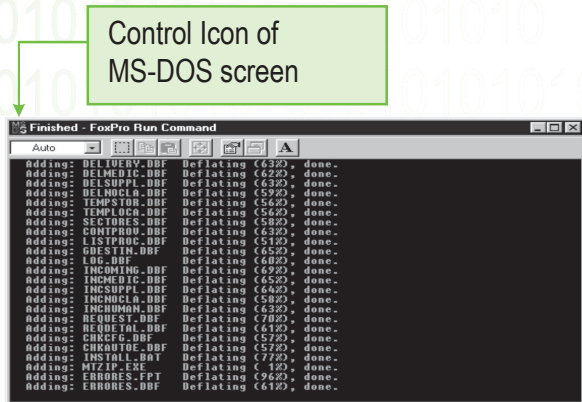 Control Icon of
MS-DOS screen
Finished - FoxPro Run Command
Auto
A
Adding: DELIVERY.DBF Deflating (63%), done.
Adding: DELMEDIC.DBF Deflating (62%), done.
Adding: DELSUPPL.DBF Deflating (63%), done.
Adding: DELNOCLA.DBF Deflating (59%), done.
Adding: TEMPSTOR.DBF Deflating (56%), done.
Adding: TEMPLOCA.DBF Deflating (56%), done.
Adding: SECTORES.DBF Deflating (58%), done.
Adding: CONTPROV.DBF Deflating (63%), done.
Adding: LISTPROC.DBF Deflating (51%), done.
Adding: GDESTIN.DBF Deflating (65%), done.
Adding: LOG.DBF Deflating (60%), done.
Adding: INCOMING.DBF Deflating (69%), done.
Adding: INCMEDIC.DBF Deflating (65%), done.
Adding: INCSUPPL.DBF Deflating (64%), done.
Adding: INCNOCLA.DBF Deflating (58%), done.
Adding: INCHUMAN.DBF Deflating (63%), done.
Adding: REQUEST.DBF Deflating (70%), done.
Adding: REQDETAL.DBF Deflating (61%), done.
Adding: CHKCFG.DBF Deflating (57%), done.
Adding: CHKAUTOE.DBF Deflating (57%), done.
Adding: INSTALL.BAT Deflating (77%), done.
Adding: MTZIP.EXE Deflating ( 1%), done.
Adding: ERRORES.FPT Deflating (96%), done.
Adding: ERRORES.DBF Deflating (61%), done.